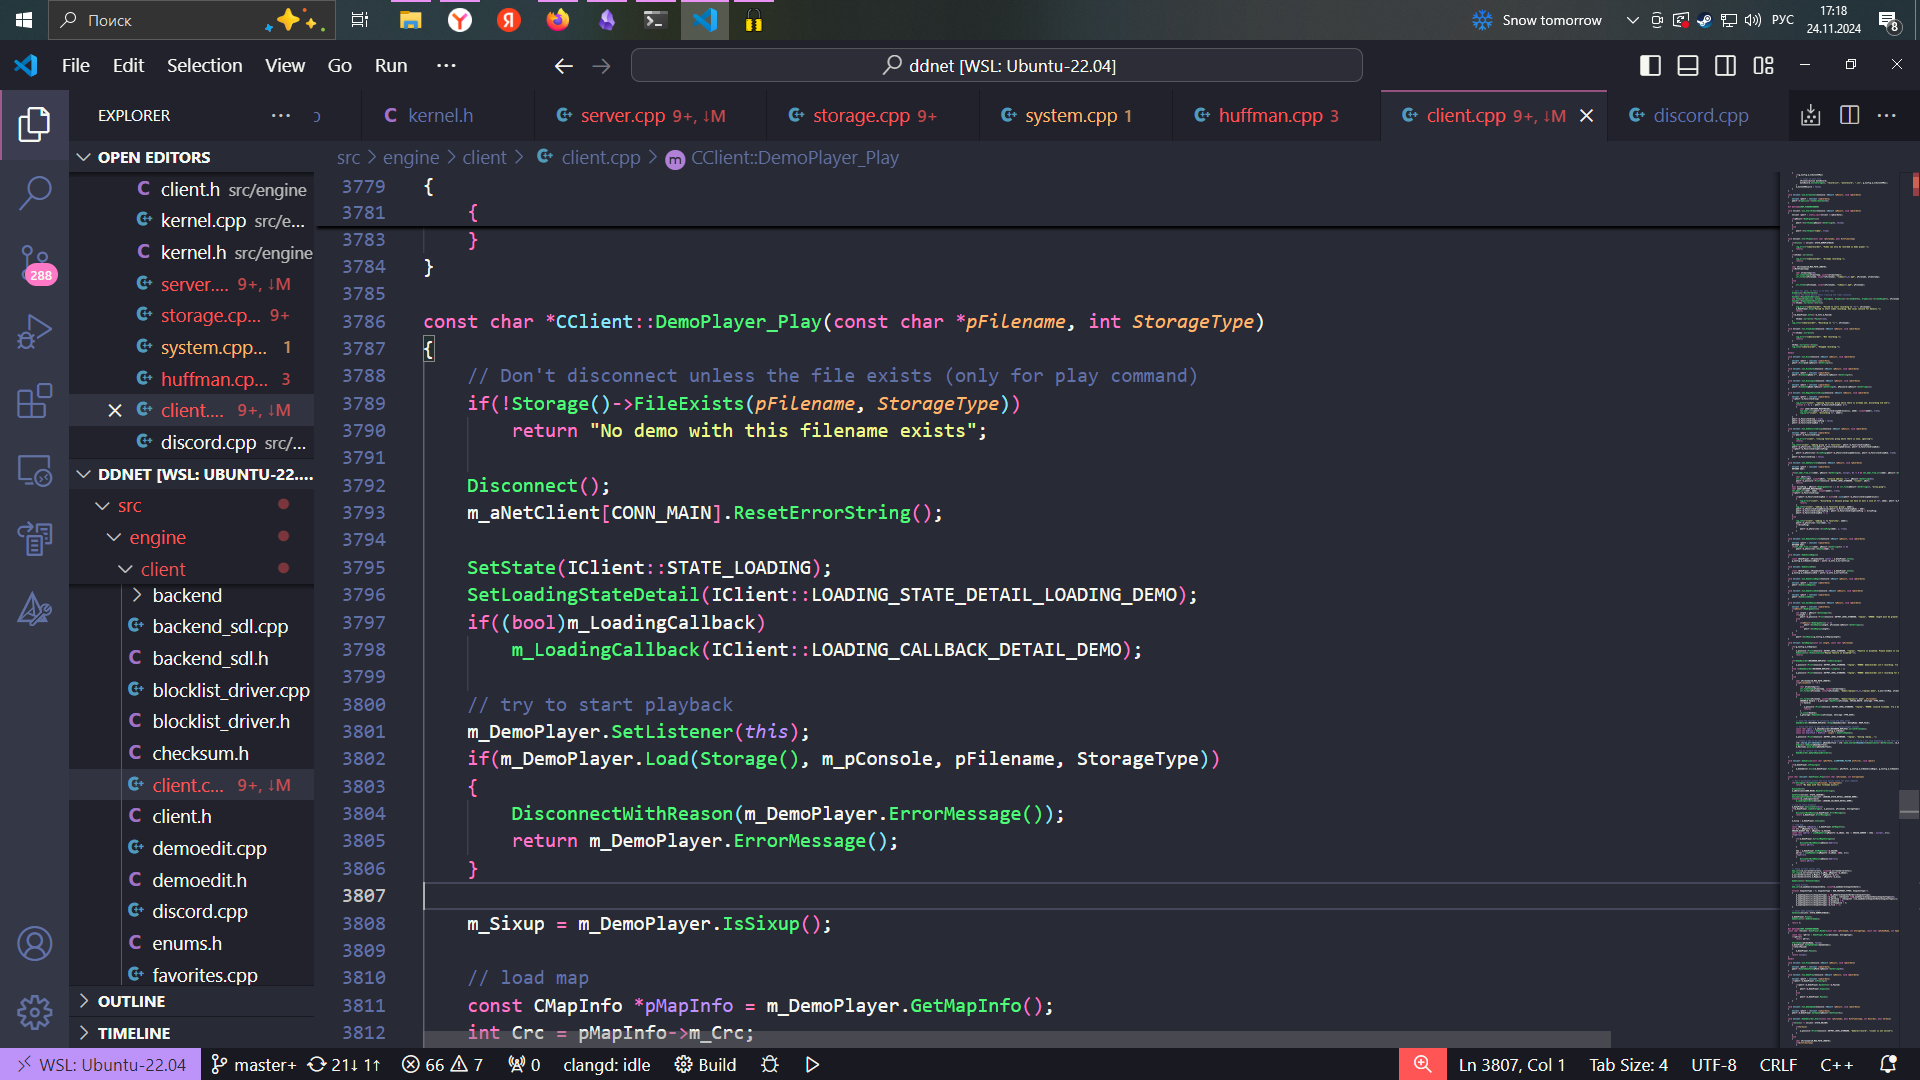 Поиск
Snow tomorrow
РУС
17:18
24.11.2024
8
File Edit Selection View Go Run ···
ddnet [WSL: Ubuntu-22.04]
EXPLORER
kernel.h
server.cpp 9+, ↓M
storage.cpp 9+
system.cpp 1
huffman.cpp 3
client.cpp 9+, ↓M
discord.cpp
src > engine > client > client.cpp > CClient::DemoPlayer_Play
OPEN EDITORS
client.h src/engine
kernel.cpp src/e...
kernel.h src/engine
server.... 9+, ↓M
storage.cp... 9+
system.cpp... 1
huffman.cp... 3
client.... 9+, ↓M
discord.cpp src/...
DDNET [WSL: UBUNTU-22....
src
engine
client
backend
backend_sdl.cpp
backend_sdl.h
blocklist_driver.cpp
blocklist_driver.h
checksum.h
client.c... 9+, ↓M
client.h
demoedit.cpp
demoedit.h
discord.cpp
enums.h
favorites.cpp
OUTLINE
TIMELINE
288
3779 {
3781 {
3783 }
3784 }
3785
3786 const char *CClient::DemoPlayer_Play(const char *pFilename, int StorageType)
3787 {
3788 // Don't disconnect unless the file exists (only for play command)
3789 if(!Storage()->FileExists(pFilename, StorageType))
3790 return "No demo with this filename exists";
3791
3792 Disconnect();
3793 m_aNetClient[CONN_MAIN].ResetErrorString();
3794
3795 SetState(IClient::STATE_LOADING);
3796 SetLoadingStateDetail(IClient::LOADING_STATE_DETAIL_LOADING_DEMO);
3797 if((bool)m_LoadingCallback)
3798 m_LoadingCallback(IClient::LOADING_CALLBACK_DETAIL_DEMO);
3799
3800 // try to start playback
3801 m_DemoPlayer.SetListener(this);
3802 if(m_DemoPlayer.Load(Storage(), m_pConsole, pFilename, StorageType))
3803 {
3804 DisconnectWithReason(m_DemoPlayer.ErrorMessage());
3805 return m_DemoPlayer.ErrorMessage();
3806 }
3807
3808 m_Sixup = m_DemoPlayer.IsSixup();
3809
3810 // load map
3811 const CMapInfo *pMapInfo = m_DemoPlayer.GetMapInfo();
3812 int Crc = pMapInfo->m_Crc;
WSL: Ubuntu-22.04 master+ 21↓ 1↑ 66 7 0 clangd: idle Build
Ln 3807, Col 1 Tab Size: 4 UTF-8 CRLF C++